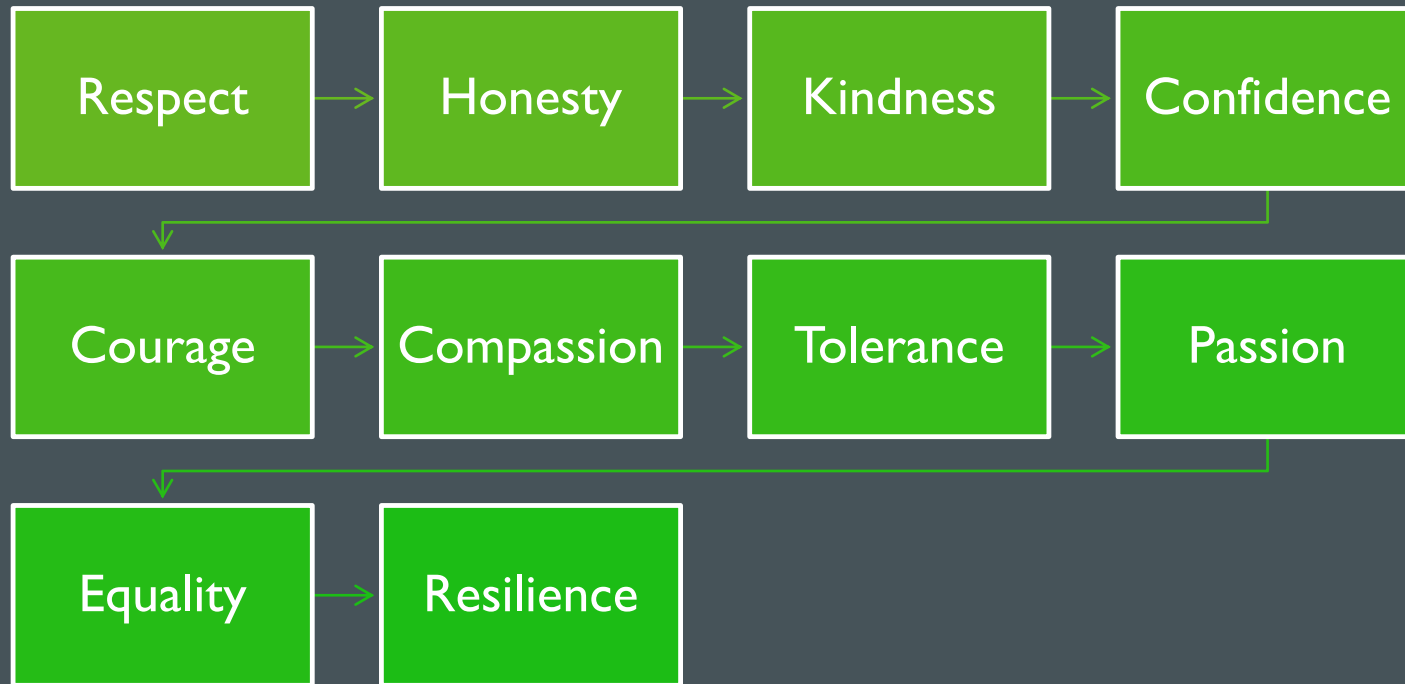 Respect
Honesty
Kindness
Confidence
Courage
Compassion
Tolerance
Passion
Equality
Resilience